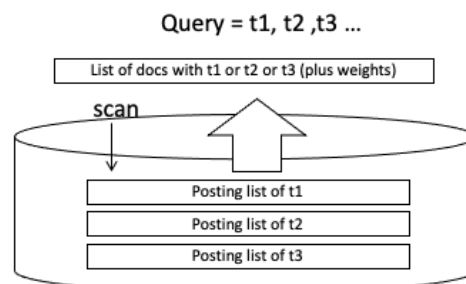 Query = t1, t2 ,t3 ...
List of docs with t1 or t2 or t3 (plus weights)
scan
Posting list of t1
Posting list of t2
Posting list of t3